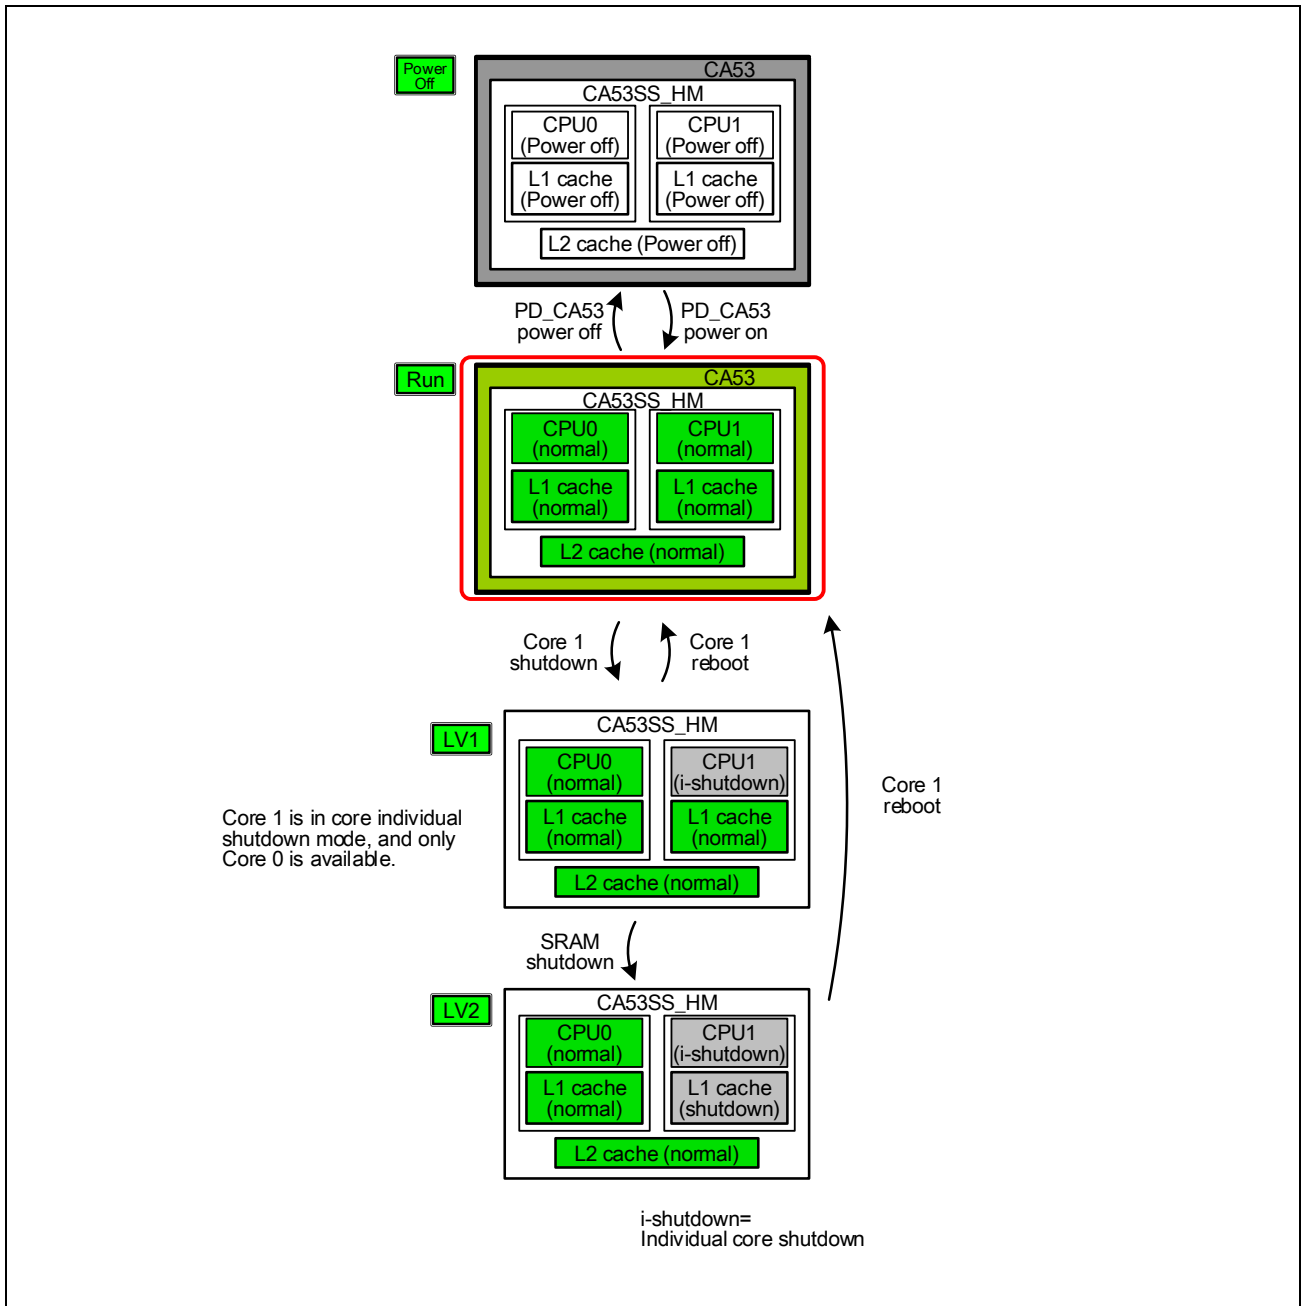 Power
Off
CA53
CA53SS_HM
CPU0
(Power off)
CPU1
(Power off)
L1 cache
(Power off)
L1 cache
(Power off)
L2 cache (Power off)
PD_CA53
power off
PD_CA53
power on
Run
CA53
CA53SS_HM
CPU0
(normal)
CPU1
(normal)
L1 cache
(normal)
L1 cache
(normal)
L2 cache (normal)
Core 1
shutdown
Core 1
reboot
LV1
CA53SS_HM
CPU0
(normal)
CPU1
(i-shutdown)
L1 cache
(normal)
L1 cache
(normal)
L2 cache (normal)
Core 1 is in core individual
shutdown mode, and only
Core 0 is available.
Core 1
reboot
SRAM
shutdown
LV2
CA53SS_HM
CPU0
(normal)
CPU1
(i-shutdown)
L1 cache
(normal)
L1 cache
(shutdown)
L2 cache (normal)
i-shutdown=
Individual core shutdown